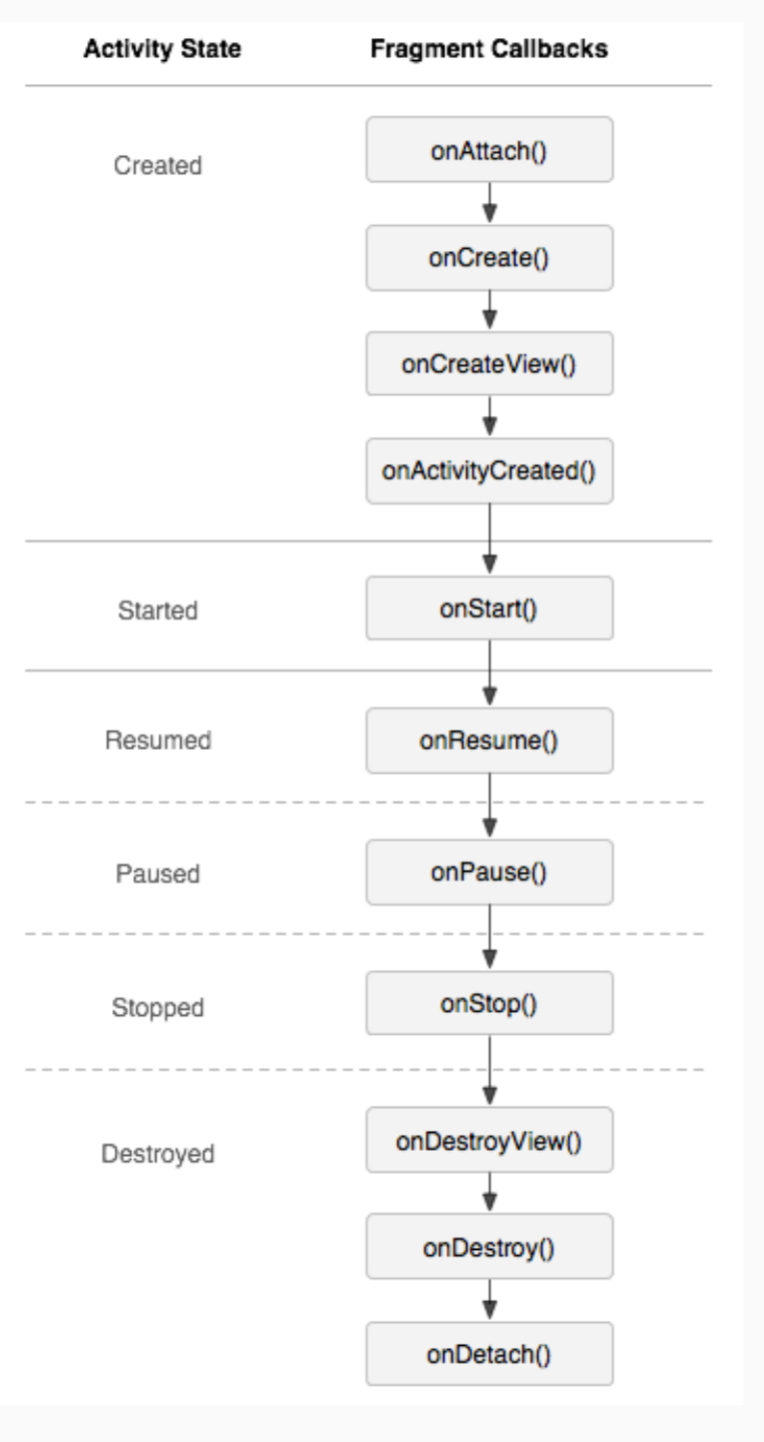 Activity State Fragment Callbacks
Created
onAttach()
onCreate()
onCreateView()
onActivityCreated()
Started
onStart()
Resumed
onResume()
Paused
onPause()
Stopped
onStop()
Destroyed
onDestroyView()
onDestroy()
onDetach()